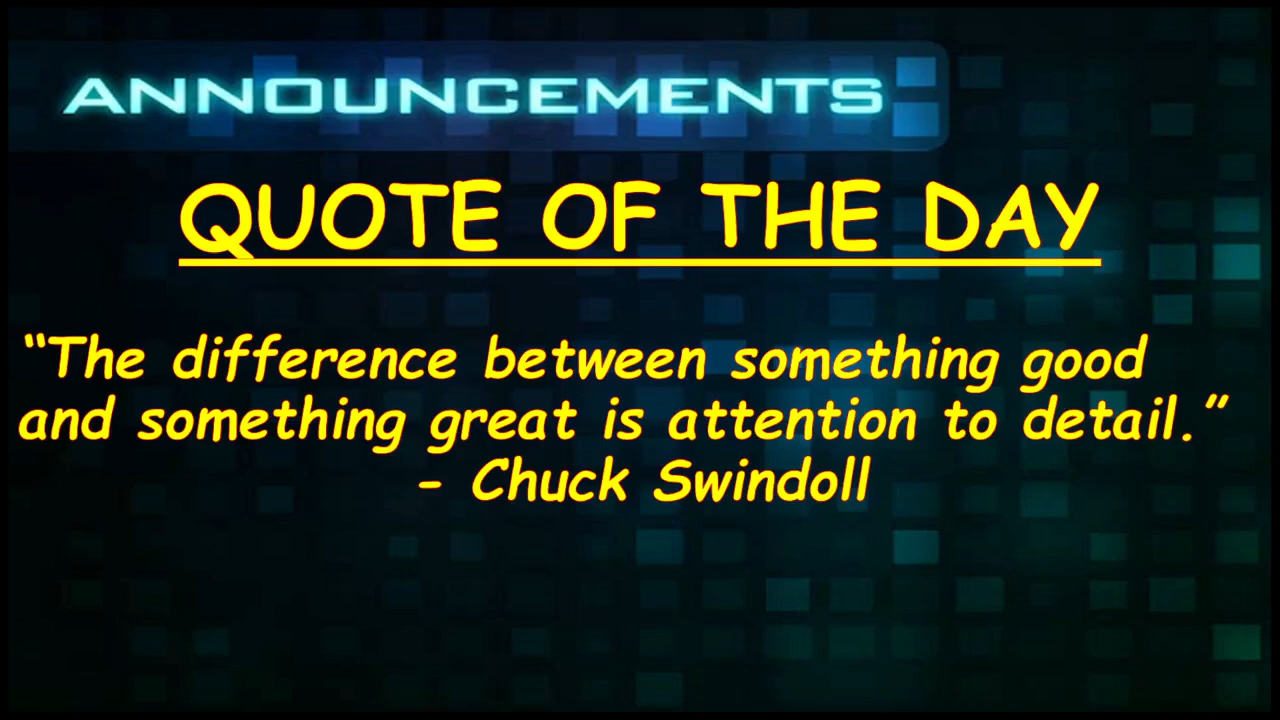 ANNOUNCEMENTS
QUOTE OF THE DAY
“The difference between something good
and something great is attention to detail.”
- Chuck Swindoll